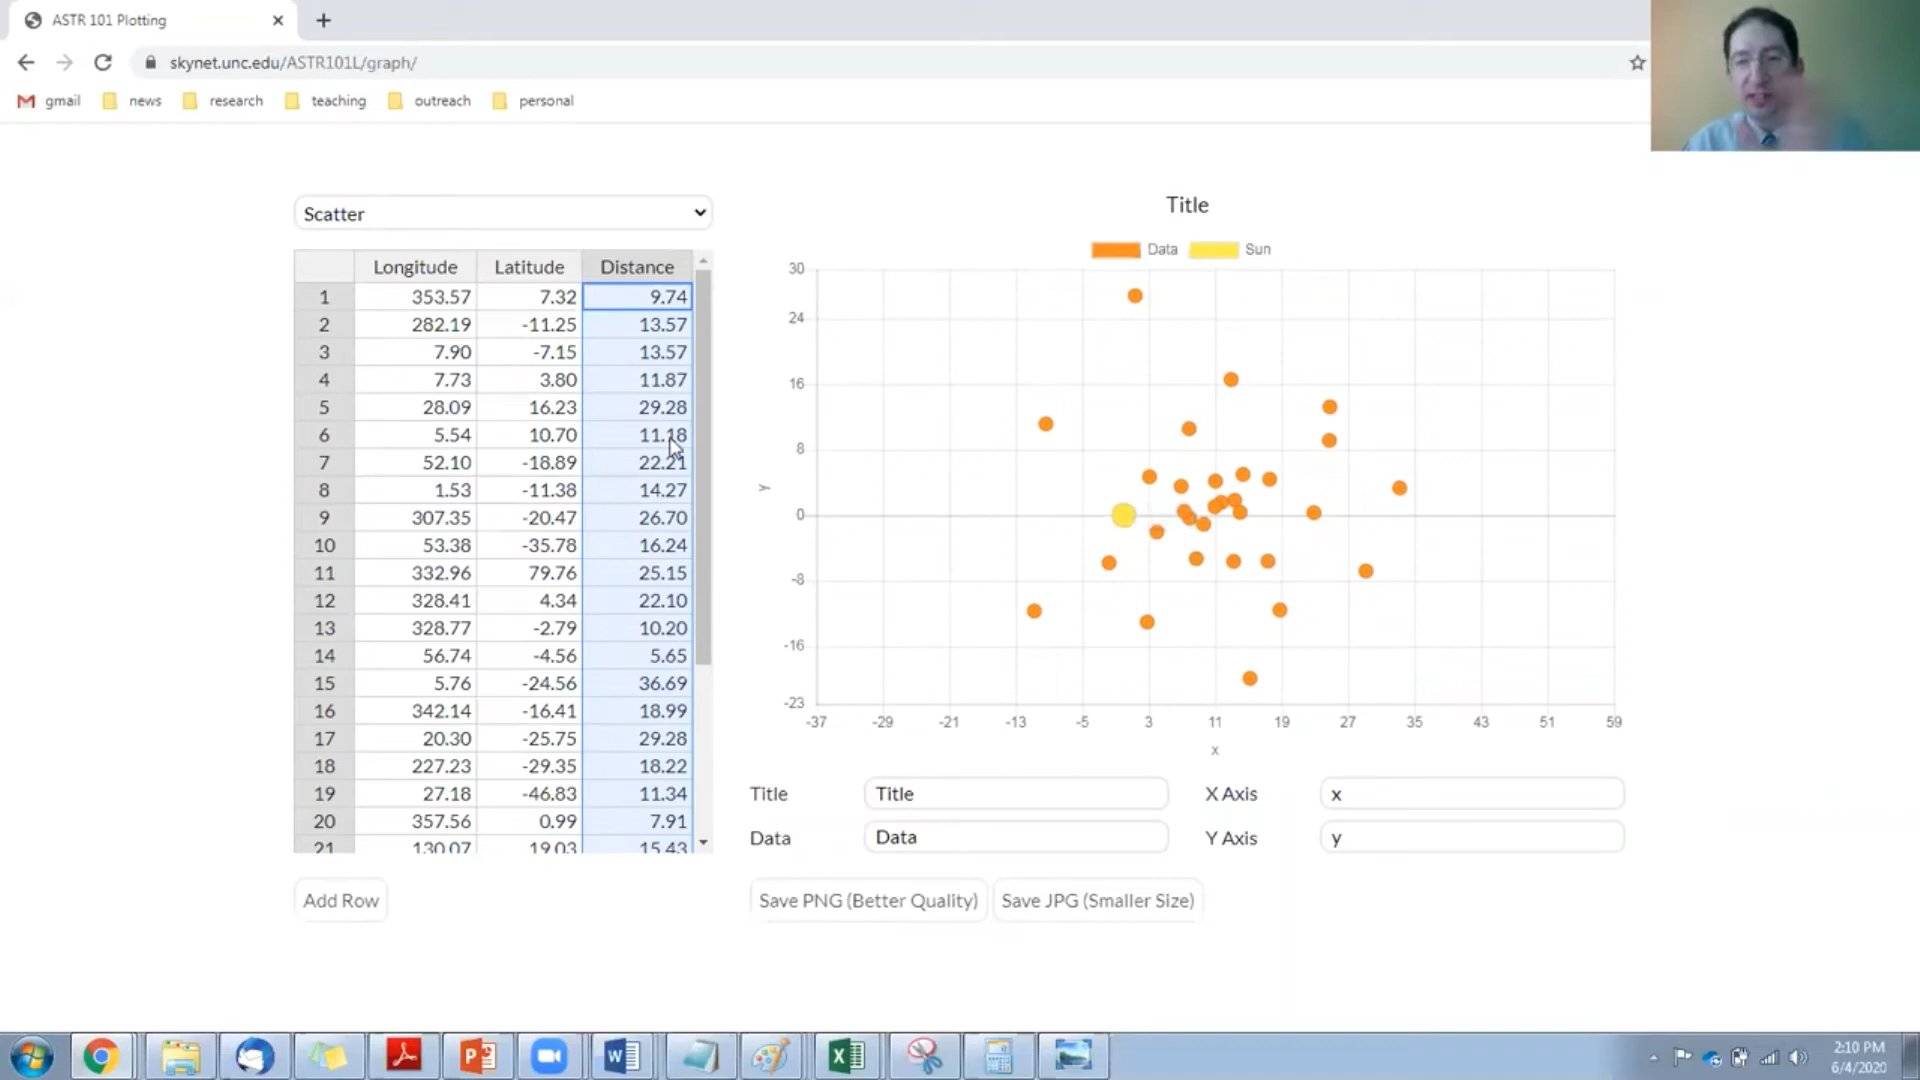 ASTR 101 Plotting
skynet.unc.edu/ASTR101L/graph/
gmail news research teaching outreach personal
Scatter
Longitude Latitude Distance
1 353.57 7.32 9.74
2 282.19 -11.25 13.57
3 7.90 -7.15 13.57
4 7.73 3.80 11.87
5 28.09 16.23 29.28
6 5.54 10.70 11.18
7 52.10 -18.89 22.21
8 1.53 -11.38 14.27
9 307.35 -20.47 26.70
10 53.38 -35.78 16.24
11 332.96 79.76 25.15
12 328.41 4.34 22.10
13 328.77 -2.79 10.20
14 56.74 -4.56 5.65
15 5.76 -24.56 36.69
16 342.14 -16.41 18.99
17 20.30 -25.75 29.28
18 227.23 -29.35 18.22
19 27.18 -46.83 11.34
20 357.56 0.99 7.91
21 130.07 19.03 15.43
Add Row
Title
Data Sun
30
24
16
8
y
0
-8
-16
-23
-37 -29 -21 -13 -5 3 11 19 27 35 43 51 59
x
Title Title X Axis x
Data Data Y Axis y
Save PNG (Better Quality) Save JPG (Smaller Size)
2:10 PM
6/4/2020